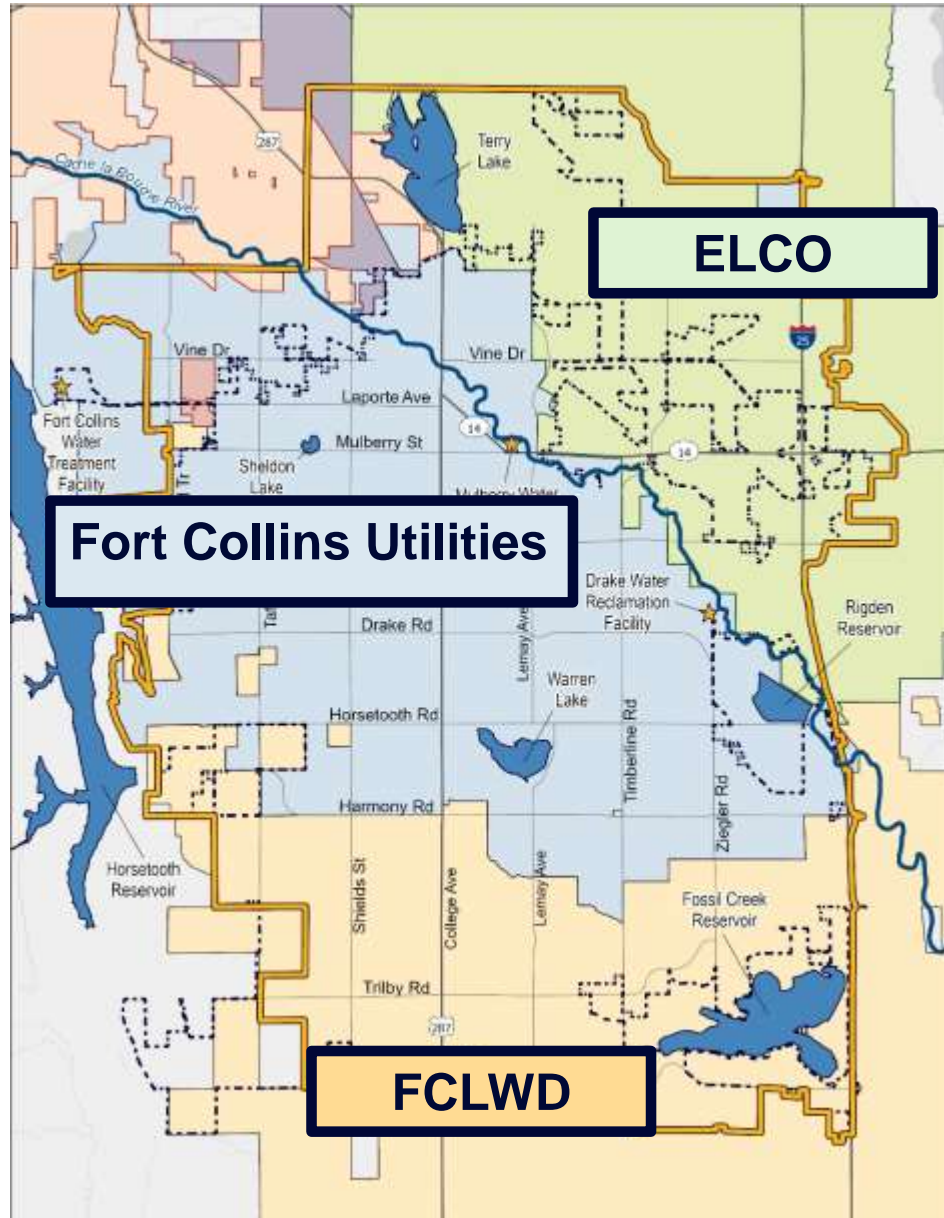 287
Terry
Lake
Cache la Poudre River
ELCO
25
Vine Dr
Vine Dr
Laporte Ave
Fort Collins
Water
Treatment
Facility
14
Mulberry St
14
Sheldon
Lake
Mulberry Water
Fort Collins Utilities
Drake Water
Reclamation
Facility
Rigden
Reservoir
Drake Rd
Lemay Ave
Warren
Lake
Horsetooth Rd
Timberline Rd
Ziegler Rd
Harmony Rd
Horsetooth
Reservoir
Shields St
College Ave
Lemay Ave
Fossil Creek
Reservoir
Trilby Rd
287
FCLWD